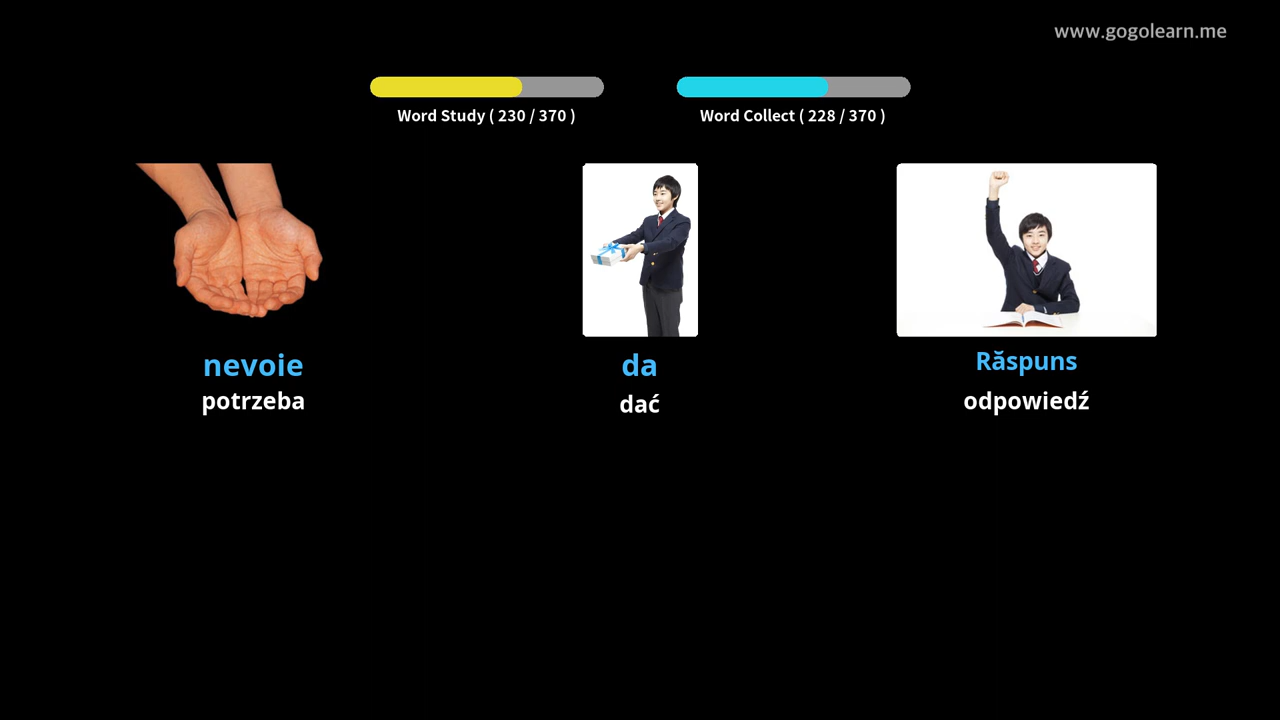 www.gogolearn.me
Word Study ( 230 / 370 )
Word Collect ( 228 / 370 )
nevoie
potrzeba
da
dać
Răspuns
odpowiedź